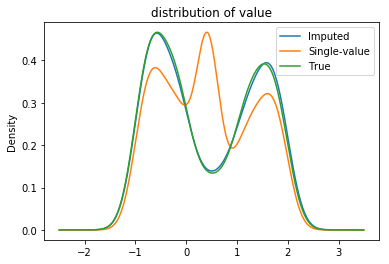 distribution of value
Imputed
Single-value
True
Density
0.4
0.3
0.2
0.1
0.0
−2 −1 0 1 2 3